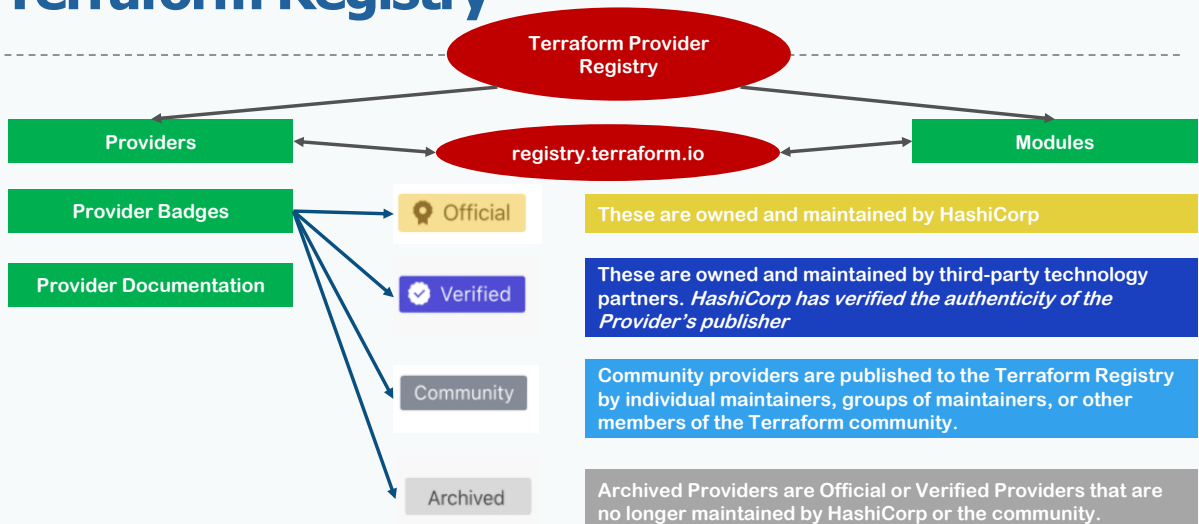 Terraform Registry
Terraform Provider
Registry
Providers
registry.terraform.io
Modules
Provider Badges
Official
These are owned and maintained by HashiCorp
Provider Documentation
Verified
These are owned and maintained by third-party technology
partners. HashiCorp has verified the authenticity of the
Provider's publisher
Community
Community providers are published to the Terraform Registry
by individual maintainers, groups of maintainers, or other
members of the Terraform community.
Archived
Archived Providers are Official or Verified Providers that are
no longer maintained by HashiCorp or the community.